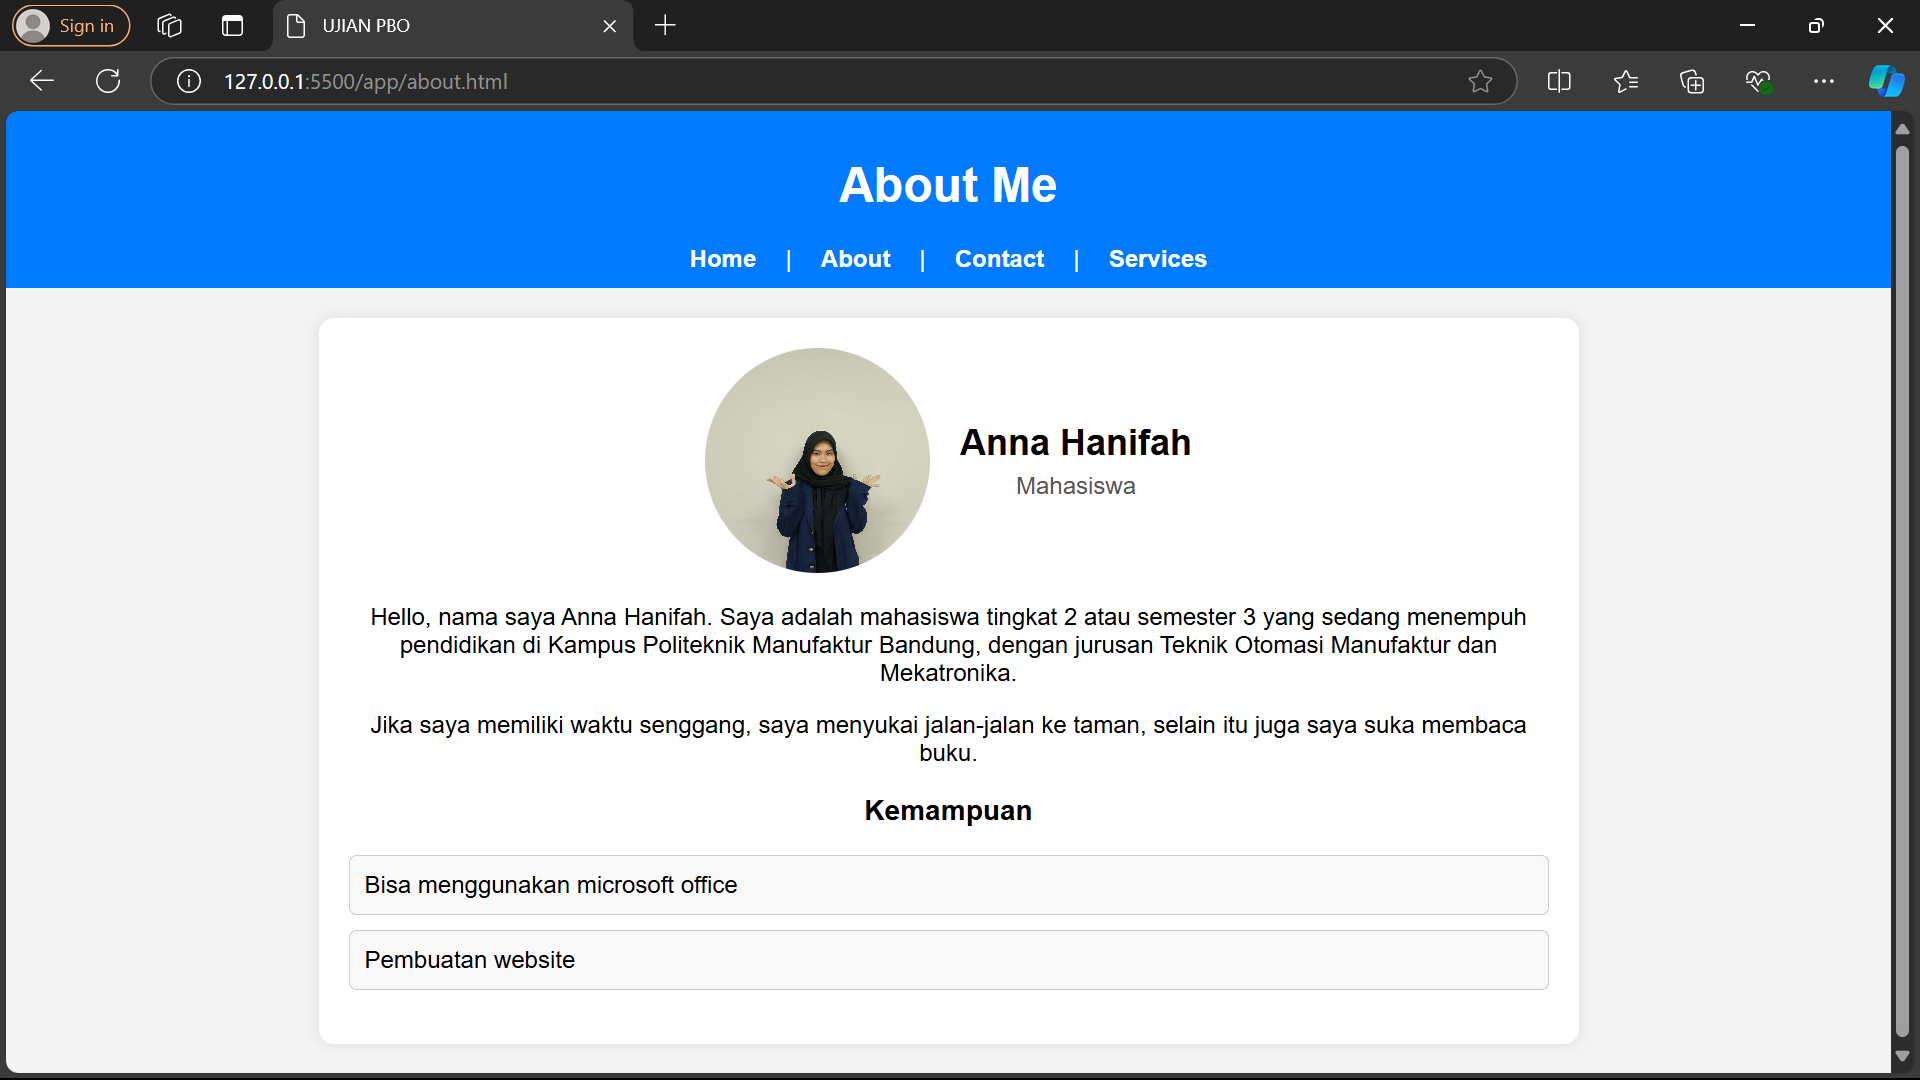 Sign in
UJIAN PBO
127.0.0.1:5500/app/about.html
About Me
Home | About | Contact | Services
Anna Hanifah
Mahasiswa
Hello, nama saya Anna Hanifah. Saya adalah mahasiswa tingkat 2 atau semester 3 yang sedang menempuh
pendidikan di Kampus Politeknik Manufaktur Bandung, dengan jurusan Teknik Otomasi Manufaktur dan
Mekatronika.
Jika saya memiliki waktu senggang, saya menyukai jalan-jalan ke taman, selain itu juga saya suka membaca
buku.
Kemampuan
Bisa menggunakan microsoft office
Pembuatan website